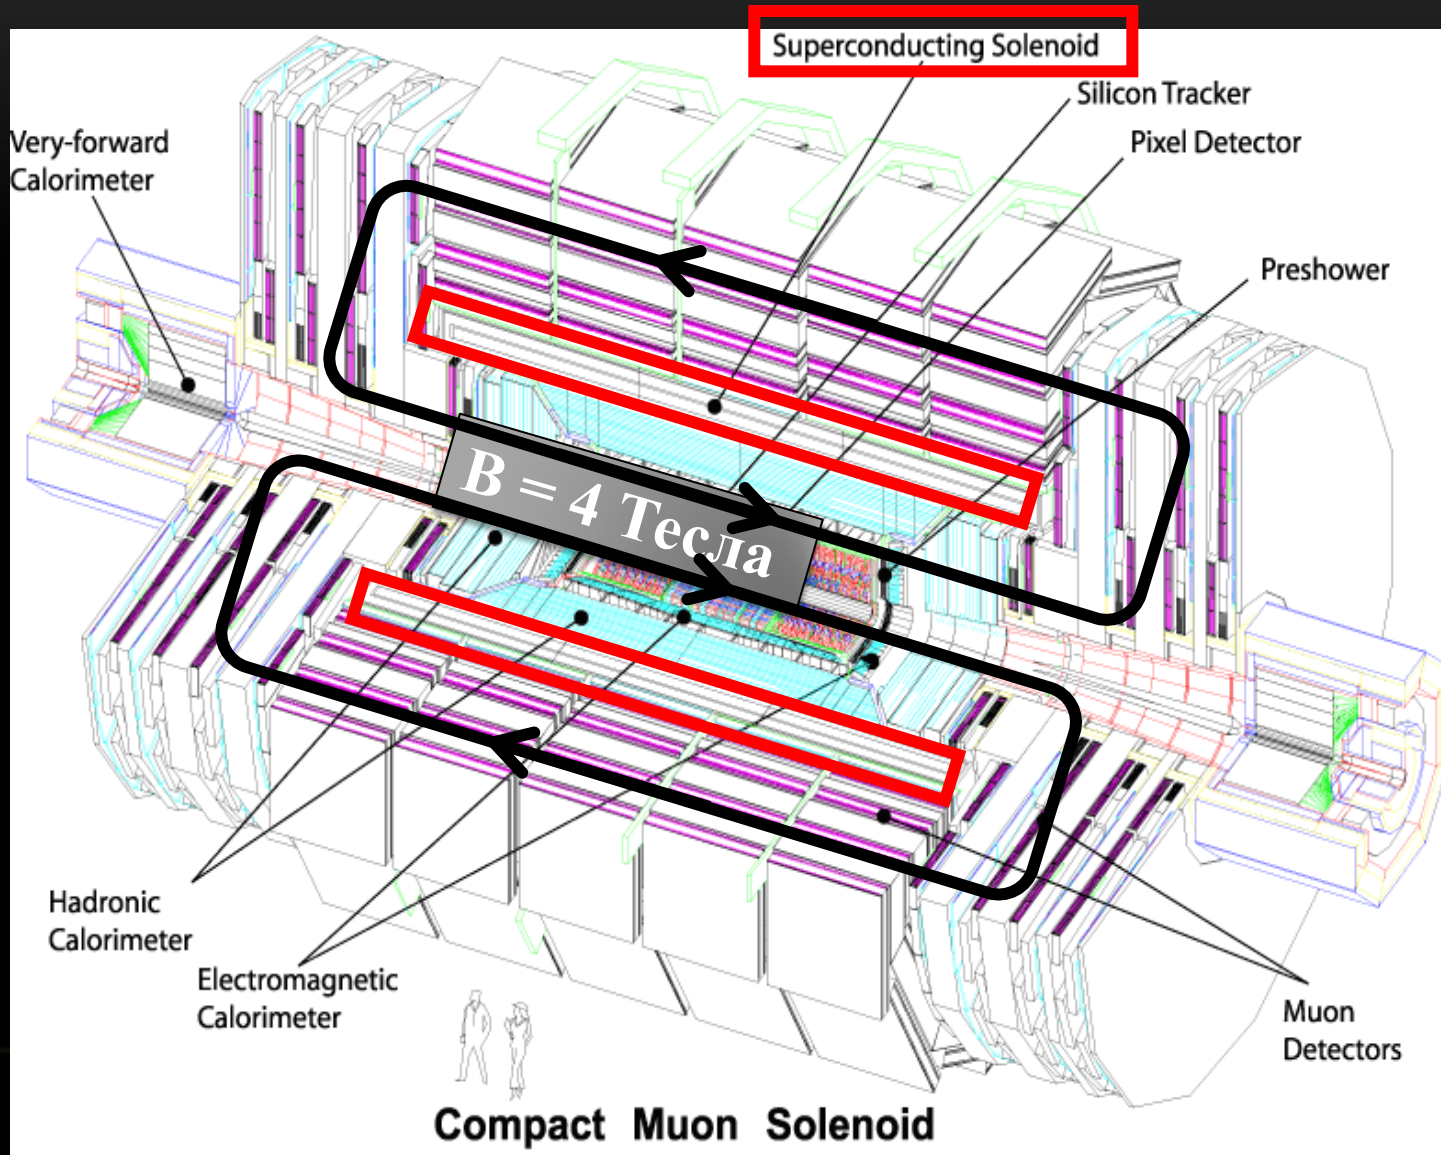 Superconducting Solenoid
Silicon Tracker
Pixel Detector
Very-forward
Calorimeter
Preshower
B = 4 Тесла
Hadronic
Calorimeter
Electromagnetic
Calorimeter
Muon
Detectors
Compact Muon Solenoid